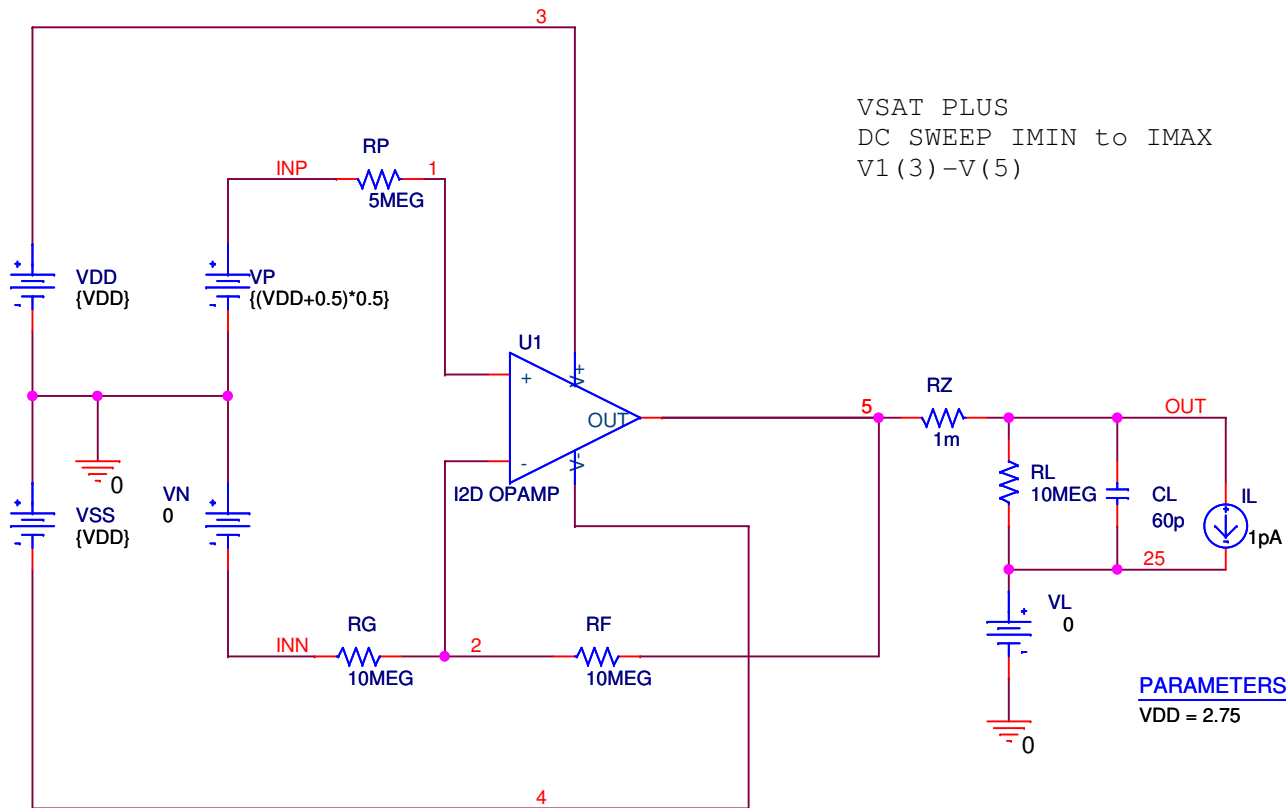 3
VSAT PLUS
DC SWEEP IMIN to IMAX
V1(3)-V(5)
RP
INP
1
5MEG
VDD
{VDD}
VP
{(VDD+0.5)*0.5}
U1
+
V+
OUT
-
V-
I2D OPAMP
5
RZ
1m
OUT
0
VSS
{VDD}
VN
0
RL
10MEG
CL
60p
IL
1pA
25
VL
0
RG
INN
10MEG
2
RF
10MEG
PARAMETERS
VDD = 2.75
0
4